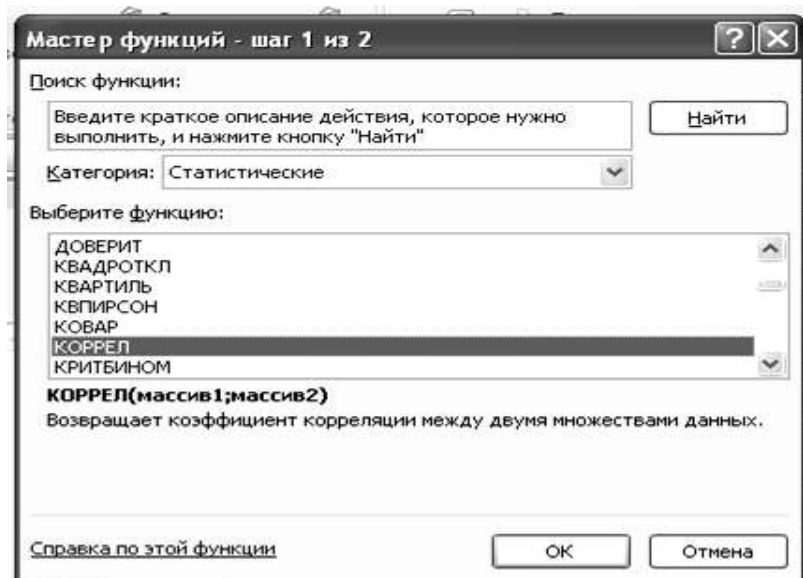 Мастер функций - шаг 1 из 2
Поиск функции:
Введите краткое описание действия, которое нужно
выполнить, и нажмите кнопку "Найти"
Найти
Категория: Статистические
Выберите функцию:
ДОВЕРИТ
КВАДРОТКЛ
КВАРТИЛЬ
КВПИРСОН
КОВАР
КОРРЕЛ
КРИТБИНОМ
КОРРЕЛ(массив1;массив2)
Возвращает коэффициент корреляции между двумя множествами данных.
Справка по этой функции
ОК
Отмена